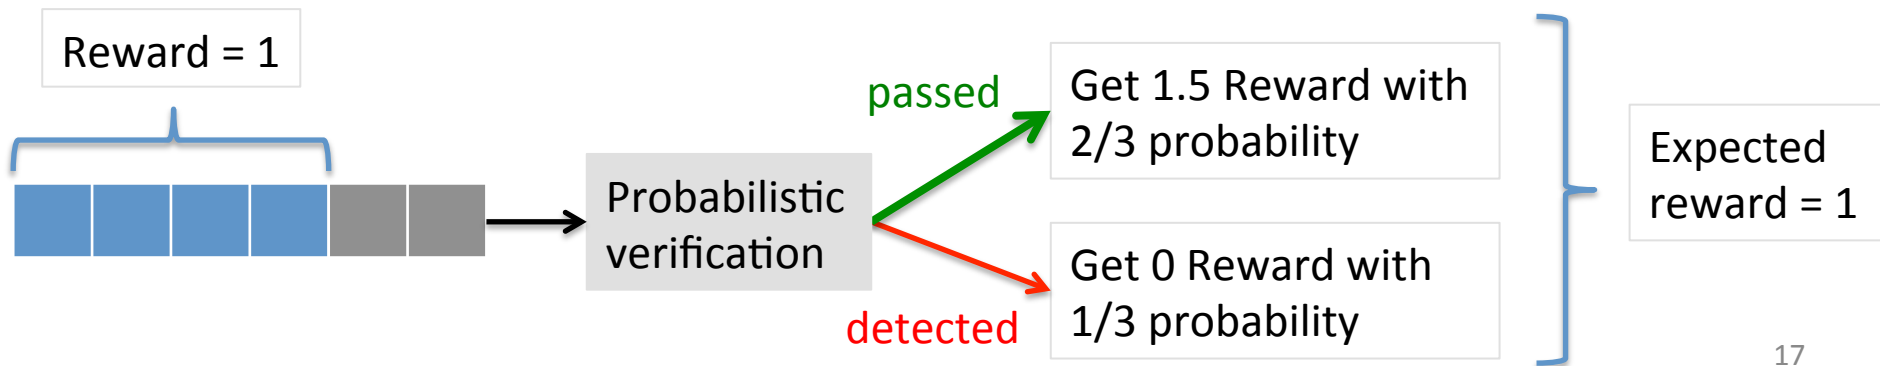 Reward = 1
Probabilistic
verification
passed
detected
Get 1.5 Reward with
2/3 probability
Get 0 Reward with
1/3 probability
Expected
reward = 1
17